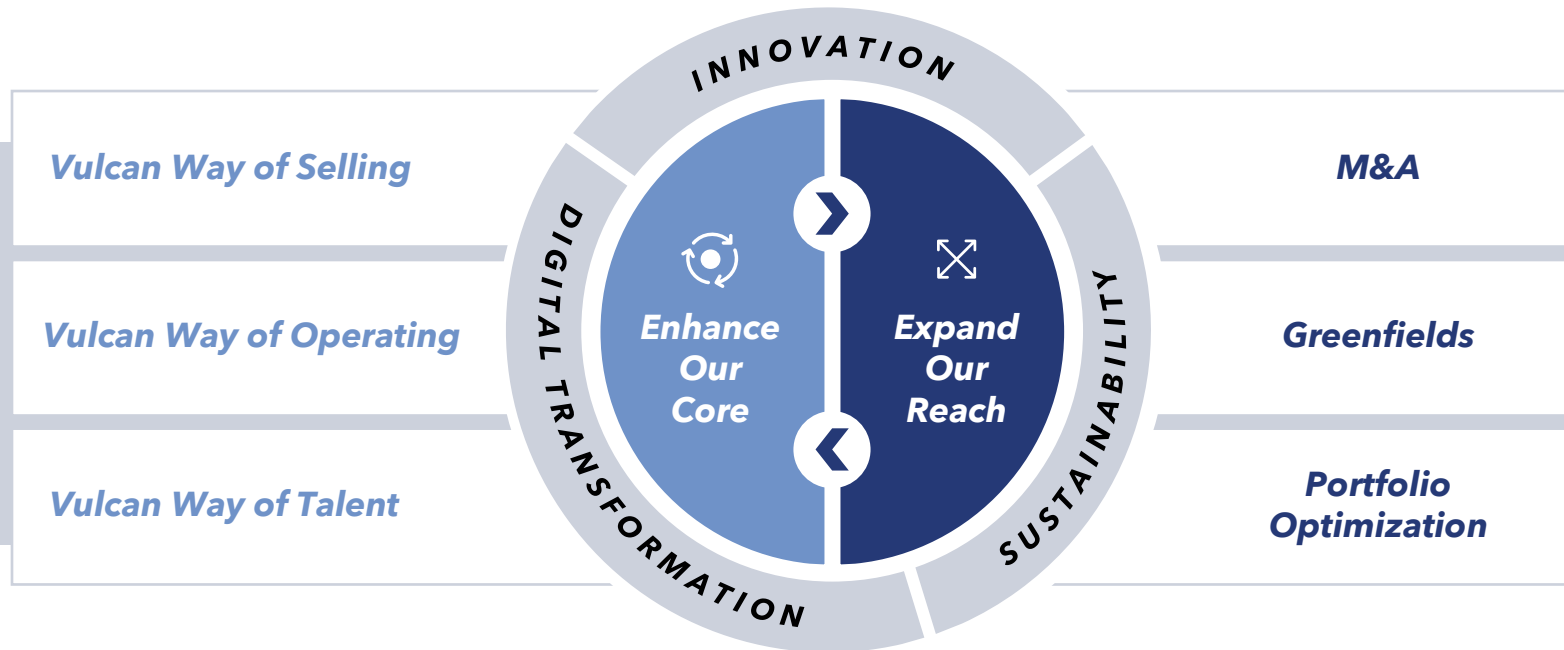 INNOVATION
Vulcan Way of Selling
Vulcan Way of Operating
Vulcan Way of Talent
DIGITAL TRANSFORMATION
Enhance
Our
Core
Expand
Our
Reach
SUSTAINABILITY
M&A
Greenfields
Portfolio
Optimization